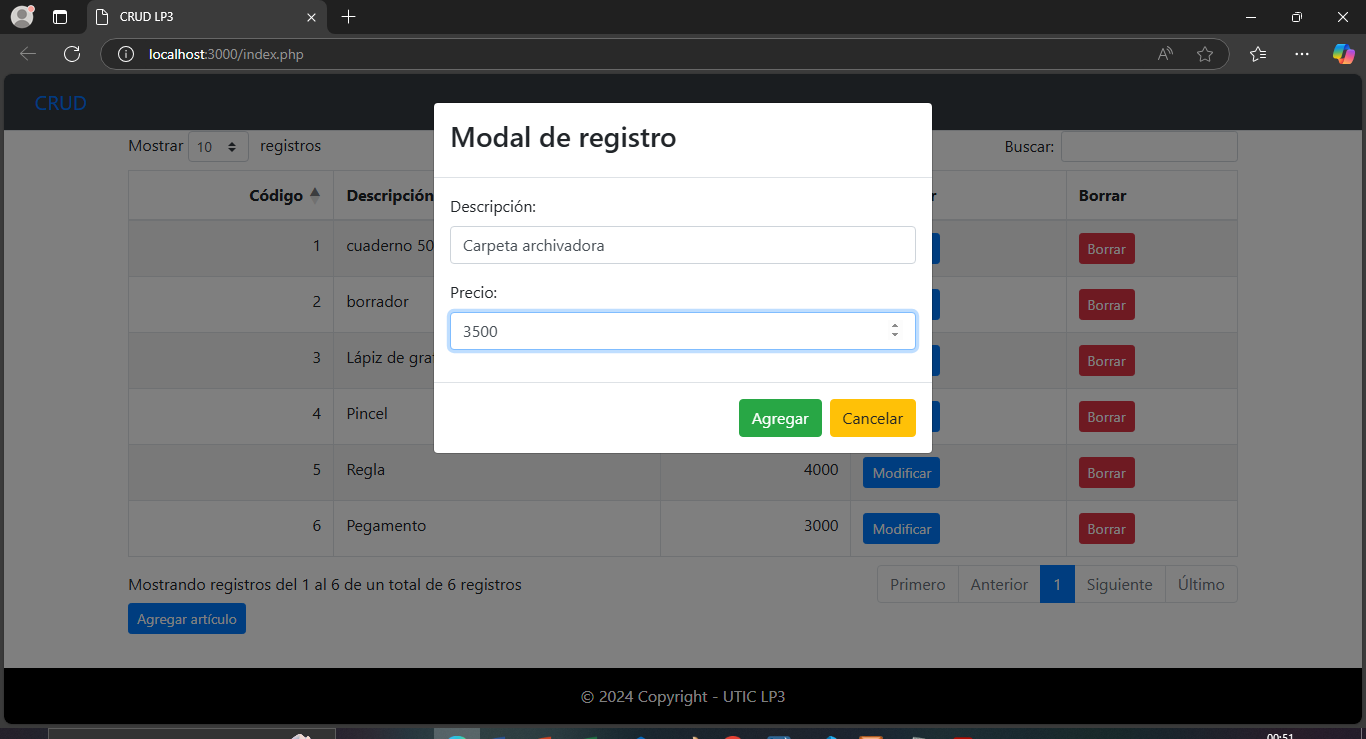 CRUD LP3
localhost:3000/index.php
CRUD
Modal de registro
Mostrar 10 registros
Buscar:
Código Descripción Borrar
Descripción:
Carpeta archivadora
Precio:
3500
Agregar Cancelar
1 cuaderno 50 Borrar
2 borrador Borrar
3 Lápiz de gra Borrar
4 Pincel Borrar
5 Regla 4000 Modificar Borrar
6 Pegamento 3000 Modificar Borrar
Mostrando registros del 1 al 6 de un total de 6 registros
Primero Anterior 1 Siguiente Último
Agregar artículo
© 2024 Copyright - UTIC LP3
00:51